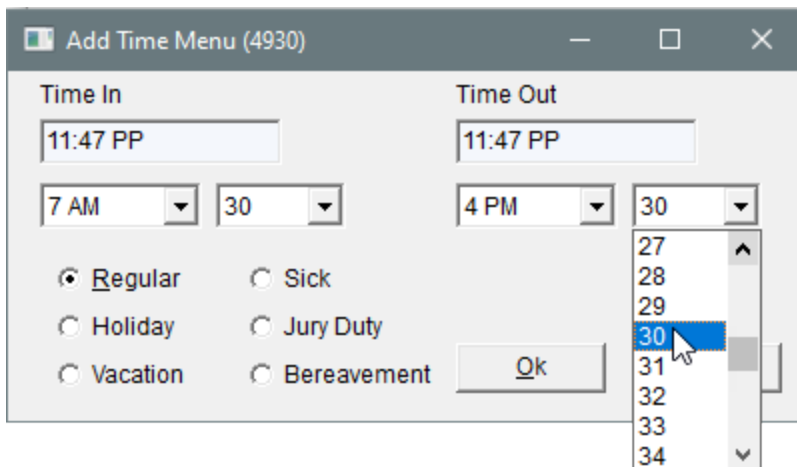 Add Time Menu (4930)
Time In Time Out
11:47 PP 11:47 PP
7 AM 30 4 PM 30
27
28
Regular Sick
29
Holiday Jury Duty
30
31
Vacation Bereavement Ok
32
33
34